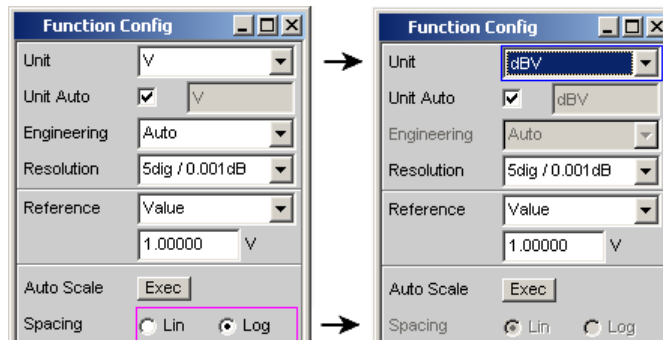 Function Config
Unit V
Unit Auto V
Engineering Auto
Resolution 5dig / 0.001dB
Reference Value
1.00000 V
Auto Scale Exec
Spacing Lin Log
Function Config
Unit dBV
Unit Auto dBV
Engineering Auto
Resolution 5dig / 0.001dB
Reference Value
1.00000 V
Auto Scale Exec
Spacing Lin Log